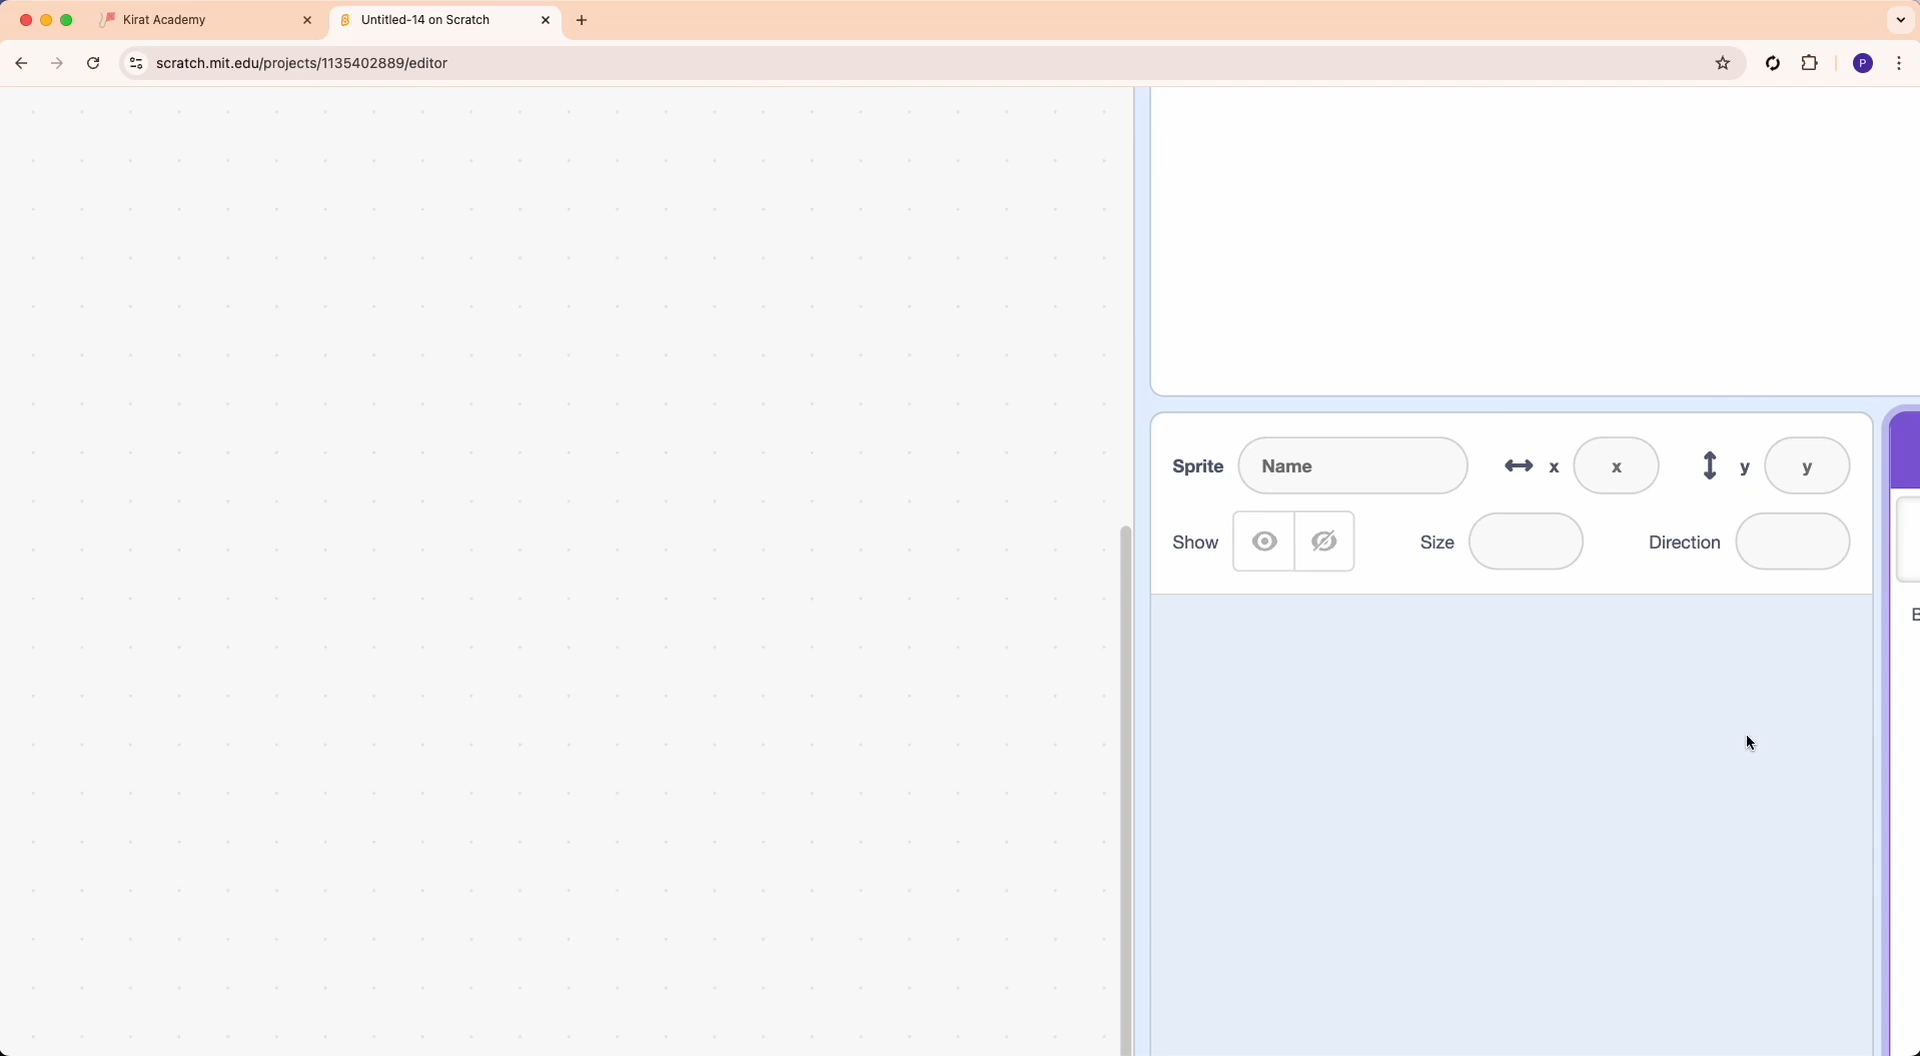 Kirat Academy
Untitled-14 on Scratch
scratch.mit.edu/projects/1135402889/editor
P
Sprite Name x x y y
Show Size Direction